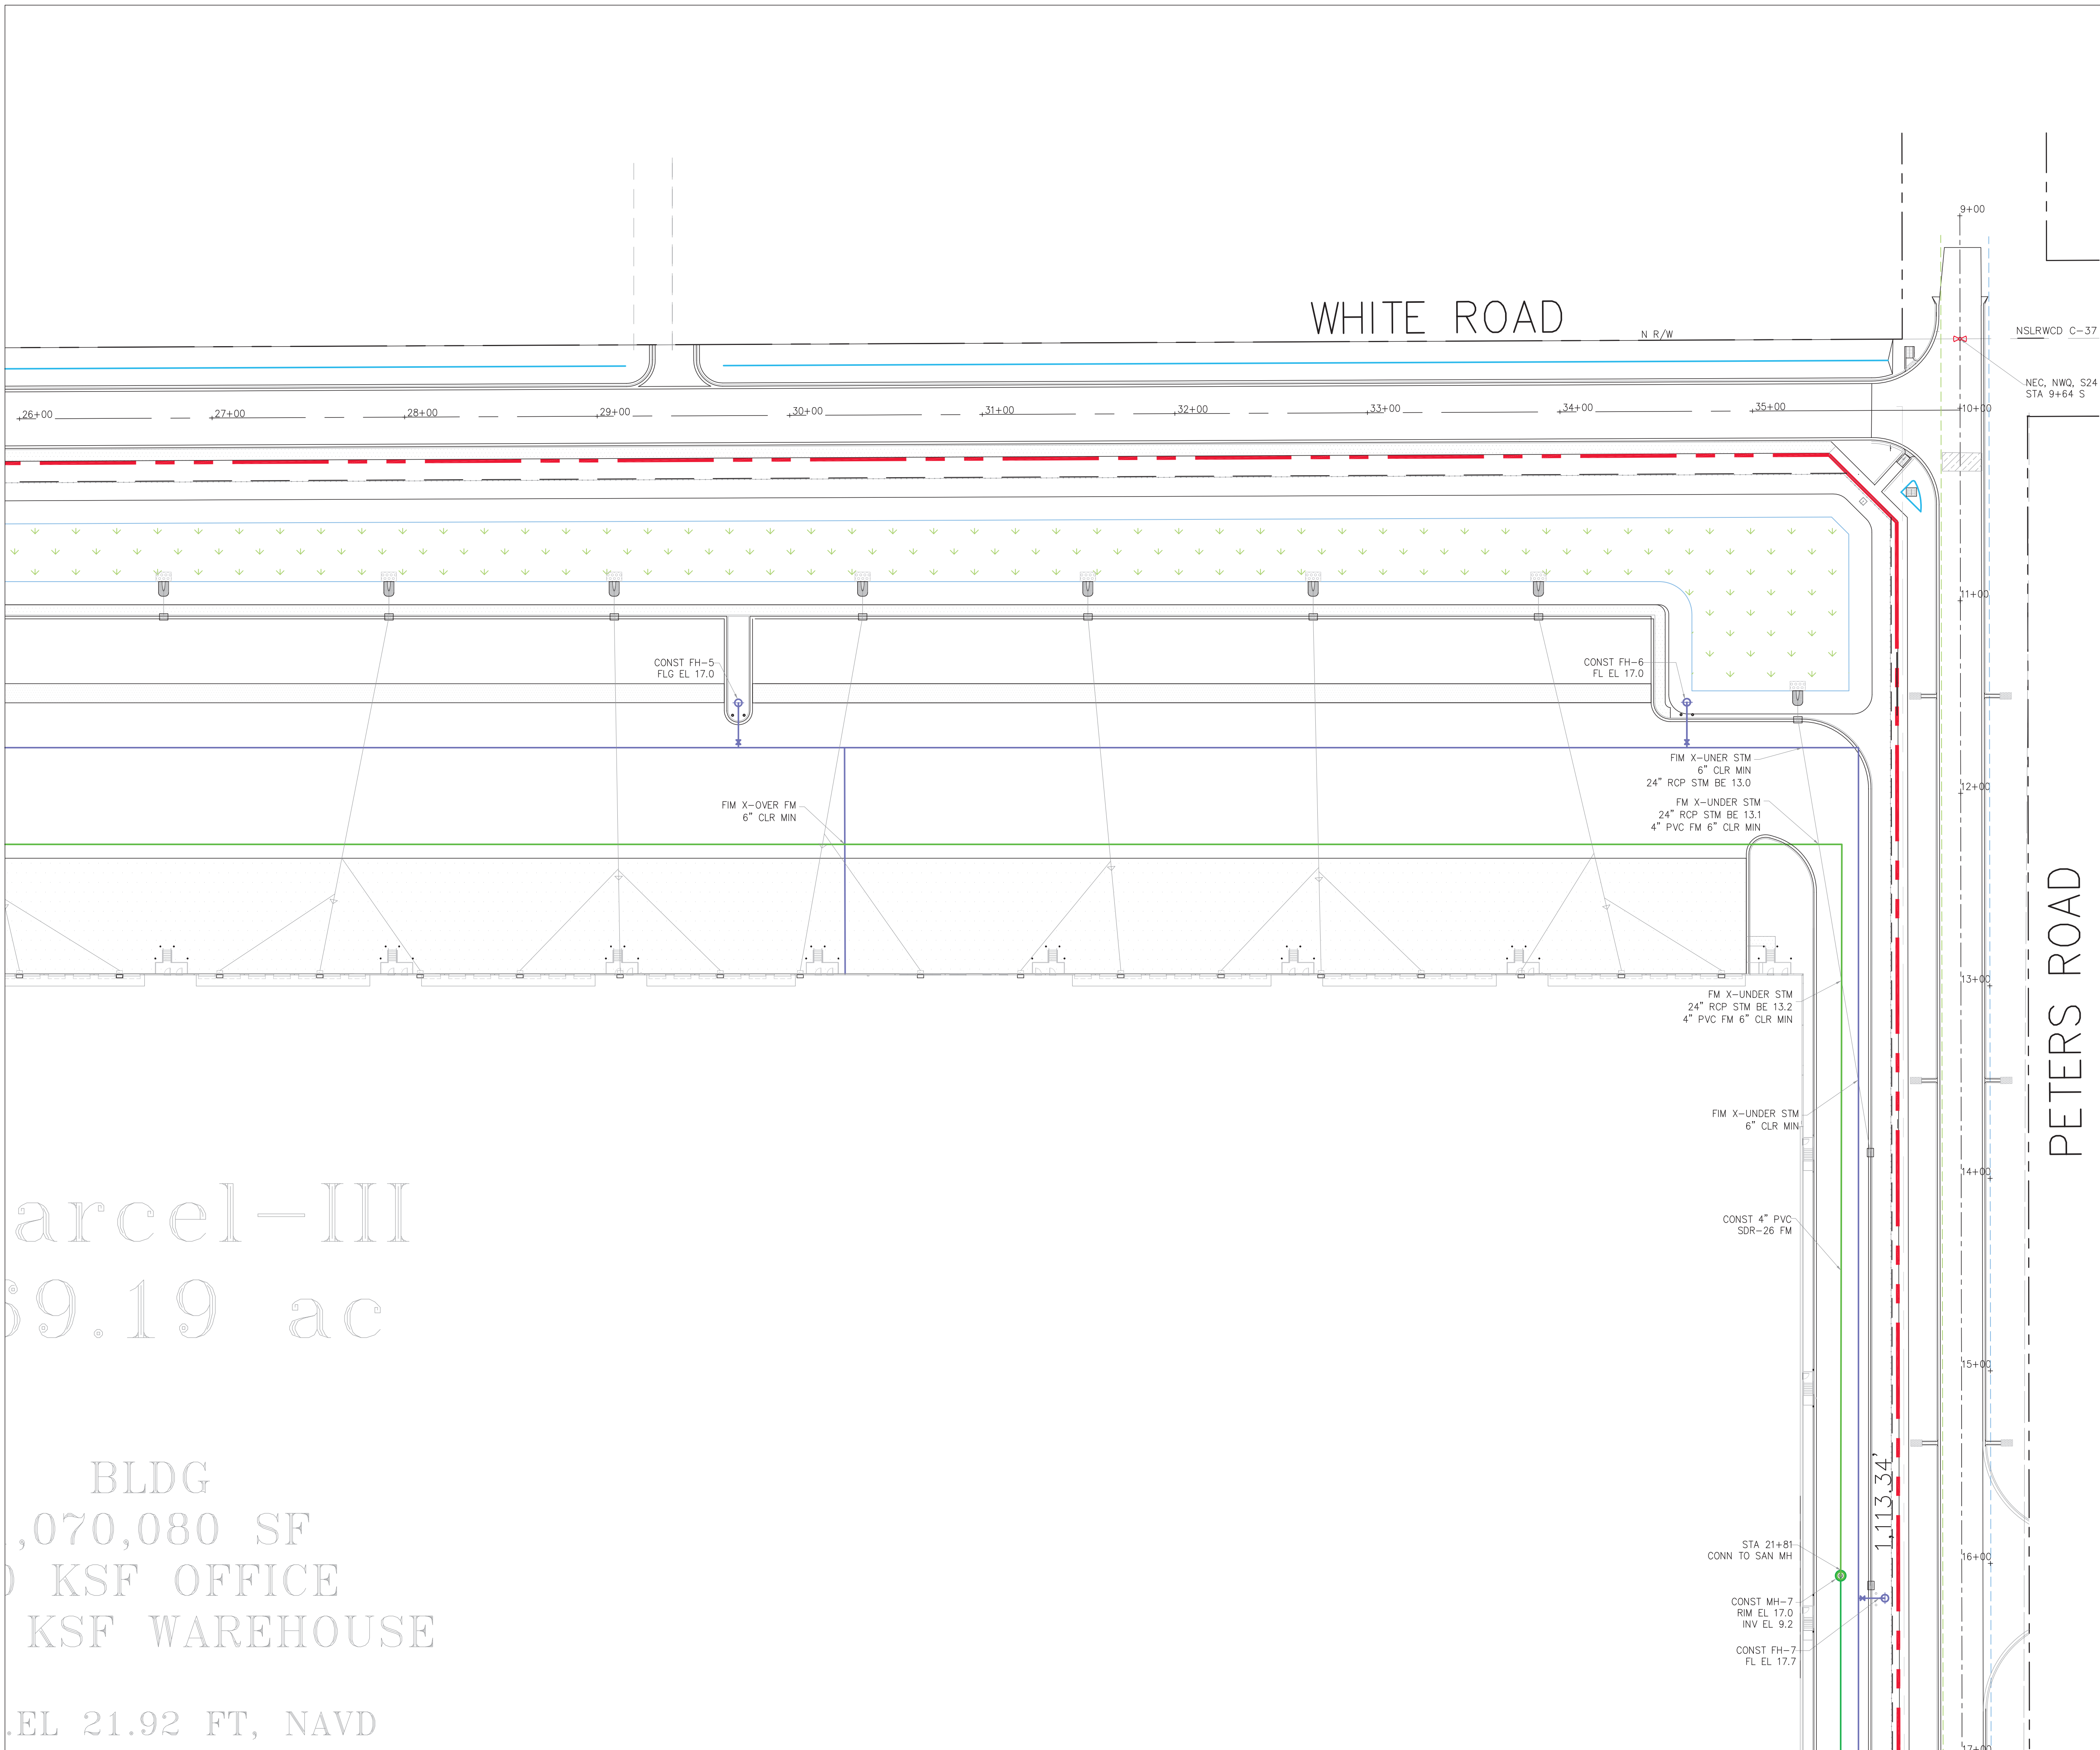 9+00
WHITE ROAD
N R/W
NSLRWCD C-37
NEC, NWQ, S24
STA 9+64 S
26+00
27+00
28+00
29+00
30+00
31+00
32+00
33+00
34+00
35+00
10+00
11+00
CONST FH-5
FLG EL 17.0
CONST FH-6
FL EL 17.0
FIM X-UNER STM
6" CLR MIN
24" RCP STM BE 13.0
12+00
FIM X-OVER FM
6" CLR MIN
FM X-UNDER STM
24" RCP STM BE 13.1
4" PVC FM 6" CLR MIN
PETERS ROAD
13+00
FM X-UNDER STM
24" RCP STM BE 13.2
4" PVC FM 6" CLR MIN
FIM X-UNDER STM
6" CLR MIN
14+00
arcel-III
CONST 4" PVC
SDR-26 FM
9.19 ac
15+00
BLDG
,070,080 SF
1,113.34'
STA 21+81
CONN TO SAN MH
16+00
KSF OFFICE
CONST MH-7
RIM EL 17.0
INV EL 9.2
KSF WAREHOUSE
CONST FH-7
FL EL 17.7
.EL 21.92 FT, NAVD
17+00